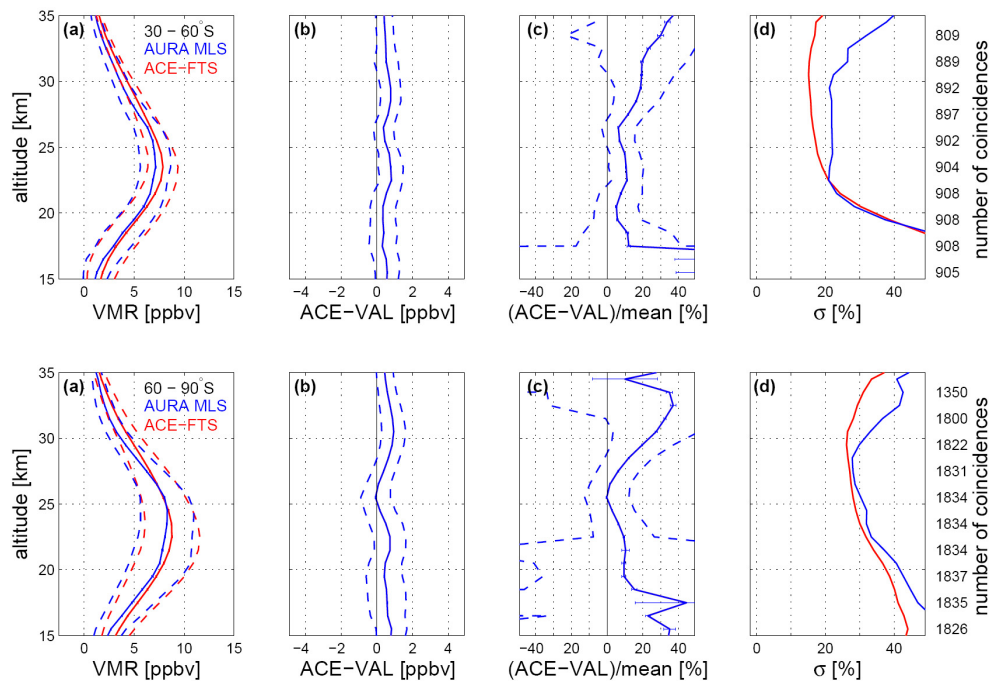 (a) 30 – 60°S
AURA MLS
ACE–FTS
35
30
25
20
15
altitude [km]
0 5 10 15
VMR [ppbv]
(b)
−4 −2 0 2 4
ACE−VAL [ppbv]
(c)
−40 −20 0 20 40
(ACE−VAL)/mean [%]
(d)
0 20 40
σ [%]
809
889
892
897
902
904
908
908
908
905
number of coincidences
(a) 60 – 90°S
AURA MLS
ACE–FTS
35
30
25
20
15
altitude [km]
0 5 10 15
VMR [ppbv]
(b)
−4 −2 0 2 4
ACE−VAL [ppbv]
(c)
−40 −20 0 20 40
(ACE−VAL)/mean [%]
(d)
0 20 40
σ [%]
1350
1800
1822
1831
1834
1834
1834
1837
1835
1826
number of coincidences